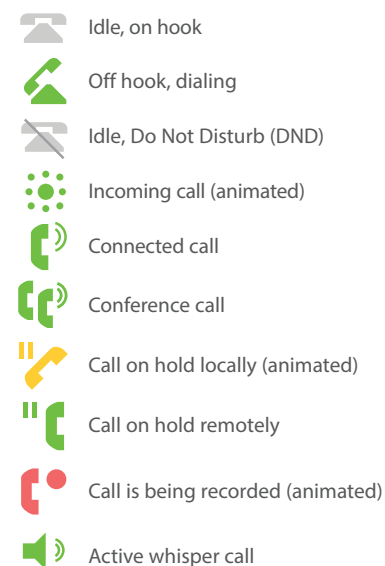 Idle, on hook
Off hook, dialing
Idle, Do Not Disturb (DND)
Incoming call (animated)
Connected call
Conference call
Call on hold locally (animated)
Call on hold remotely
Call is being recorded (animated)
Active whisper call